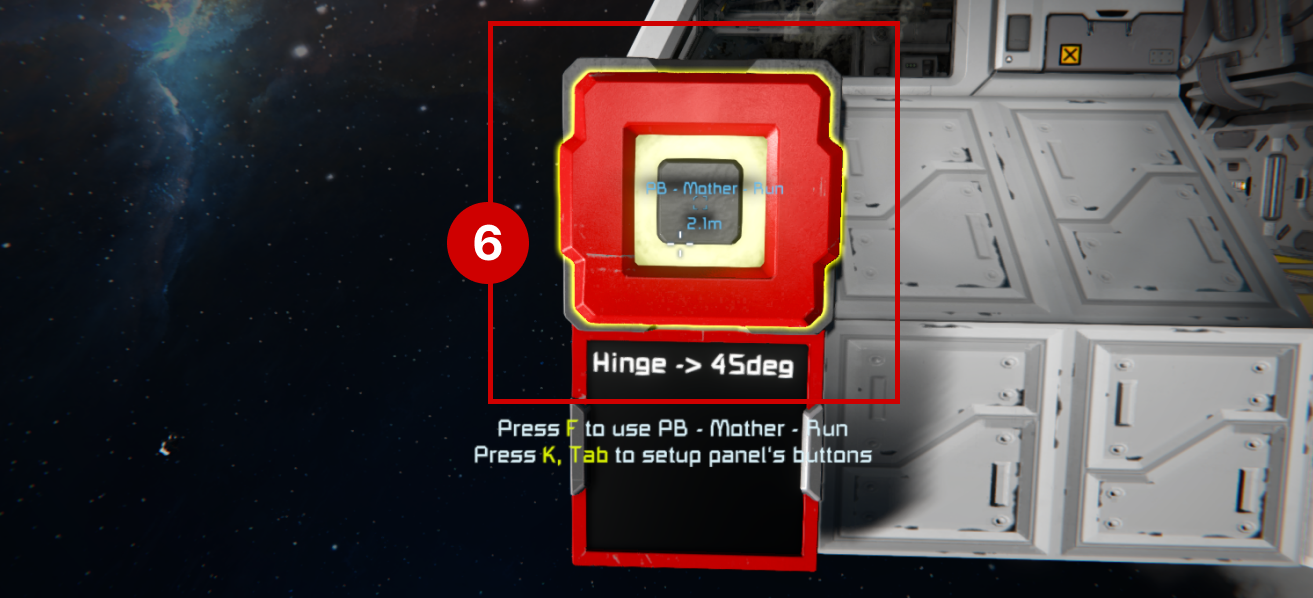 PB - Mother - Run
2.1m
6
Hinge -> 45deg
Press F to use PB - Mother - Run
Press K, Tab to setup panel's buttons